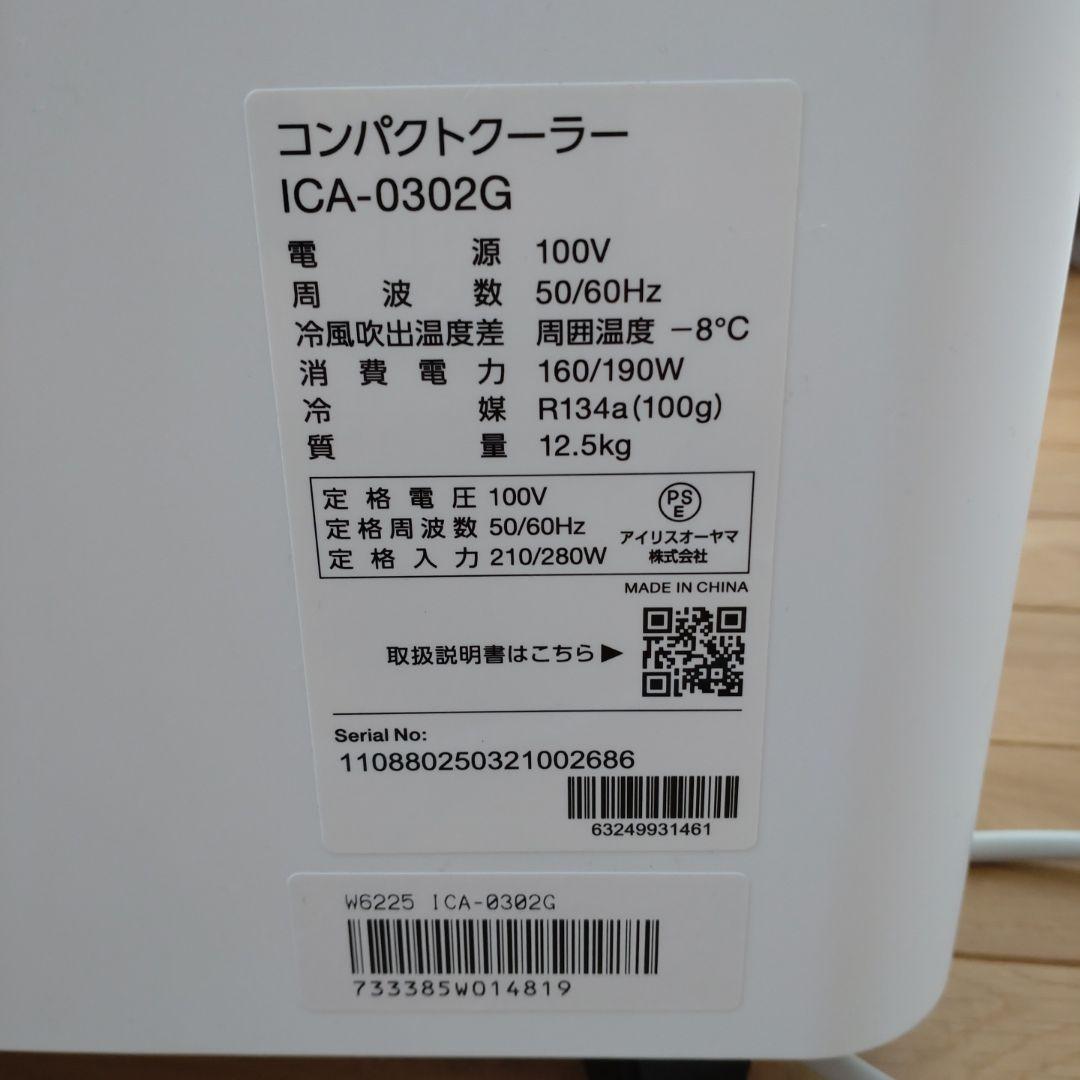 コンパクトクーラー
ICA-0302G
電源 100V
周波数 50/60Hz
冷風吹出温度差 周囲温度 -8°C
消費電力 160/190W
冷媒 R134a(100g)
質量 12.5kg
定格電圧 100V
定格周波数 50/60Hz
定格入力 210/280W
PS
E
アイリスオーヤマ
株式会社
MADE IN CHINA
取扱説明書はこちら▶
Serial No:
110880250321002686
63249931461
W6225 ICA-0302G
733385W014819